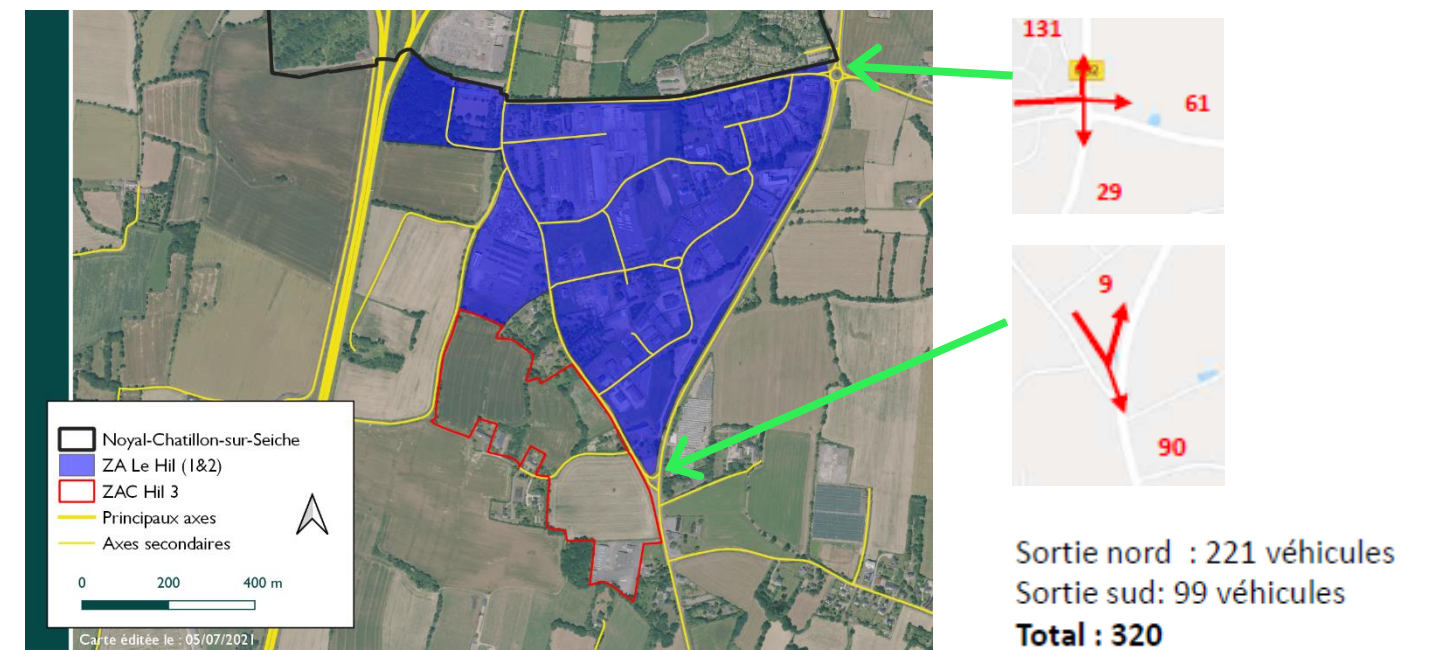 Noyal-Chatillon-sur-Seiche
ZA Le Hil (1&2)
ZAC Hil 3
Principaux axes
Axes secondaires
0 200 400 m
Carte éditée le : 05/07/2021
131
61
29
9
90
Sortie nord : 221 véhicules
Sortie sud: 99 véhicules
Total : 320